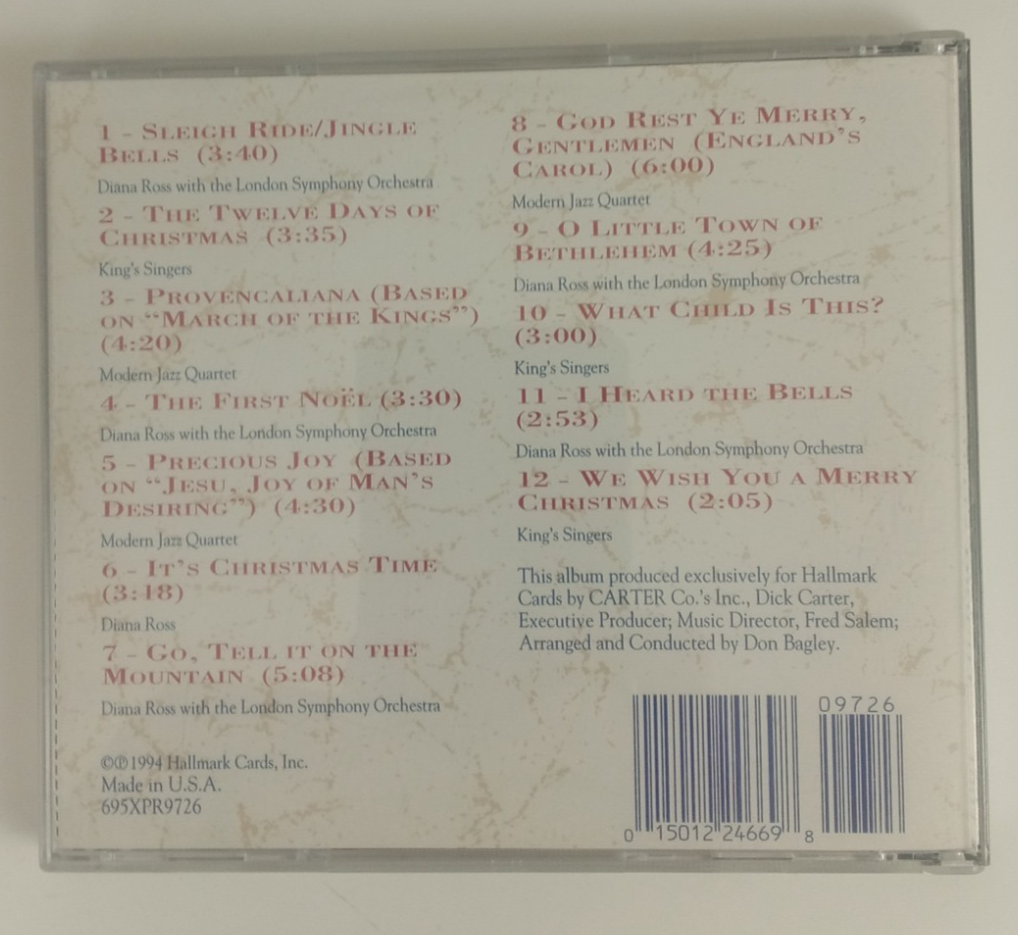 1 - Sleigh Ride/Jingle
Bells (3:40)
Diana Ross with the London Symphony Orchestra
2 - The Twelve Days of
Christmas (3:35)
King's Singers
3 - Provencaliana (Based
on “March of the Kings”)
(4:20)
Modern Jazz Quartet
4 - The First Noël (3:30)
Diana Ross with the London Symphony Orchestra
5 - Precious Joy (Based
on “Jesu, Joy of Man's
Desiring”) (4:30)
Modern Jazz Quartet
6 - It's Christmas Time
(3:18)
Diana Ross
7 - Go, Tell it on the
Mountain (5:08)
Diana Ross with the London Symphony Orchestra
©℗1994 Hallmark Cards, Inc.
Made in U.S.A.
695XPR9726
8 - God Rest Ye Merry,
Gentlemen (England's
Carol) (6:00)
Modern Jazz Quartet
9 - O Little Town of
Bethlehem (4:25)
Diana Ross with the London Symphony Orchestra
10 - What Child Is This?
(3:00)
King's Singers
11 - I Heard the Bells
(2:53)
Diana Ross with the London Symphony Orchestra
12 - We Wish You a Merry
Christmas (2:05)
King's Singers
This album produced exclusively for Hallmark
Cards by CARTER Co.'s Inc., Dick Carter,
Executive Producer; Music Director, Fred Salem;
Arranged and Conducted by Don Bagley.
09726
0 15012 24669 8